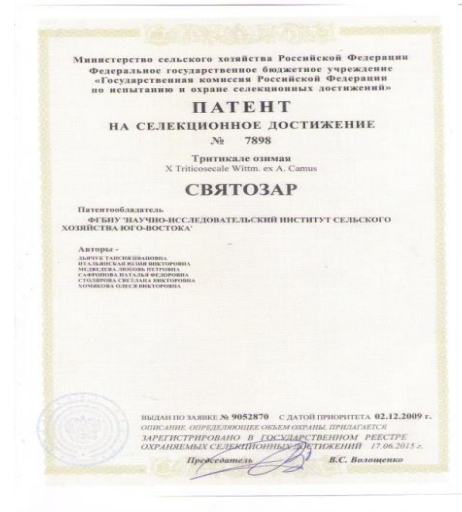 Министерство сельского хозяйства Российской Федерации
Федеральное государственное бюджетное учреждение
«Государственная комиссия Российской Федерации
по испытанию и охране селекционных достижений»
ПАТЕНТ
НА СЕЛЕКЦИОННОЕ ДОСТИЖЕНИЕ
№ 7898
Тритикале озимая
X Triticosecale Wittm. ex A. Camus
СВЯТОЗАР
Патентообладатель
ФГБНУ 'НАУЧНО-ИССЛЕДОВАТЕЛЬСКИЙ ИНСТИТУТ СЕЛЬСКОГО
ХОЗЯЙСТВА ЮГО-ВОСТОКА'
Авторы -
ДЬЯЧУК ТАИСИЯ ИВАНОВНА
ИТАЛЬЯНСКАЯ ЮЛИЯ ВИКТОРОВНА
МЕДВЕДЕВА ЛЮБОВЬ ПЕТРОВНА
САФРОНОВА НАТАЛЬЯ ФЕДОРОВНА
СТОЛЯРОВА СВЕТЛАНА ВИКТОРОВНА
ХОМЯКОВА ОЛЕСЯ ВИКТОРОВНА
ВЫДАН ПО ЗАЯВКЕ № 9052870 С ДАТОЙ ПРИОРИТЕТА 02.12.2009 г.
ОПИСАНИЕ, ОПРЕДЕЛЯЮЩЕЕ ОБЪЕМ ОХРАНЫ, ПРИЛАГАЕТСЯ
ЗАРЕГИСТРИРОВАНО В ГОСУДАРСТВЕННОМ РЕЕСТРЕ
ОХРАНЯЕМЫХ СЕЛЕКЦИОННЫХ ДОСТИЖЕНИЙ 17.06.2015 г.
Председатель В.С. Волощенко